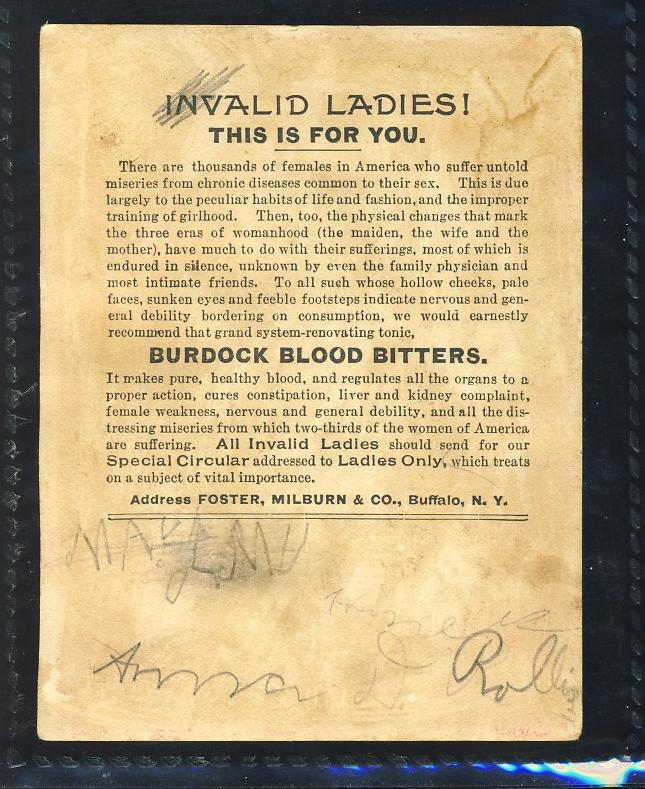 INVALID LADIES!
THIS IS FOR YOU.
There are thousands of females in America who suffer untold
miseries from chronic diseases common to their sex. This is due
largely to the peculiar habits of life and fashion, and the improper
training of girlhood. Then, too, the physical changes that mark
the three eras of womanhood (the maiden, the wife and the
mother), have much to do with their sufferings, most of which is
endured in silence, unknown by even the family physician and
most intimate friends. To all such whose hollow cheeks, pale
faces, sunken eyes and feeble footsteps indicate nervous and gen-
eral debility bordering on consumption, we would earnestly
recommend that grand system-renovating tonic,
BURDOCK BLOOD BITTERS.
It makes pure, healthy blood, and regulates all the organs to a
proper action, cures constipation, liver and kidney complaint,
female weakness, nervous and general debility, and all the dis-
tressing miseries from which two-thirds of the women of America
are suffering. All Invalid Ladies should send for our
Special Circular addressed to Ladies Only, which treats
on a subject of vital importance.
Address FOSTER, MILBURN & CO., Buffalo, N. Y.